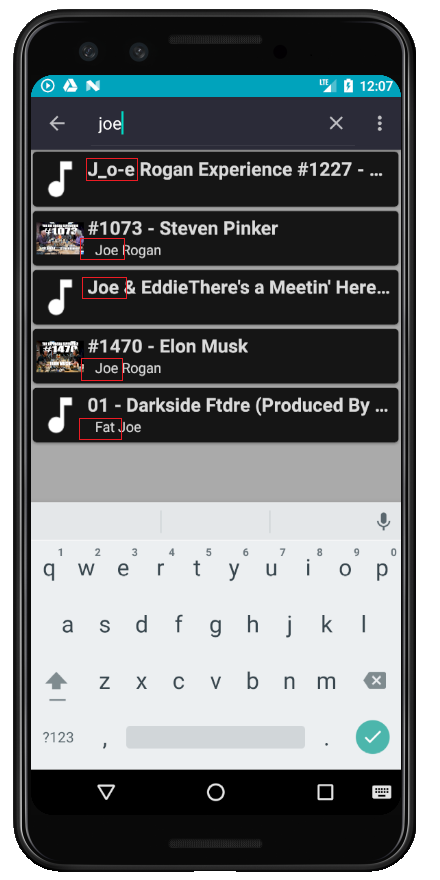 LTE 12:07
joe
J_o-e Rogan Experience #1227 - ...
#1073 - Steven Pinker
#1073
Joe Rogan
Joe & EddieThere's a Meetin' Here...
#1470 - Elon Musk
#1470
Joe Rogan
01 - Darkside Ftdre (Produced By ...
Fat Joe
1 2 3 4 5 6 7 8 9 0
q w e r t y u i o p
a s d f g h j k l
z x c v b n m
?123 , .